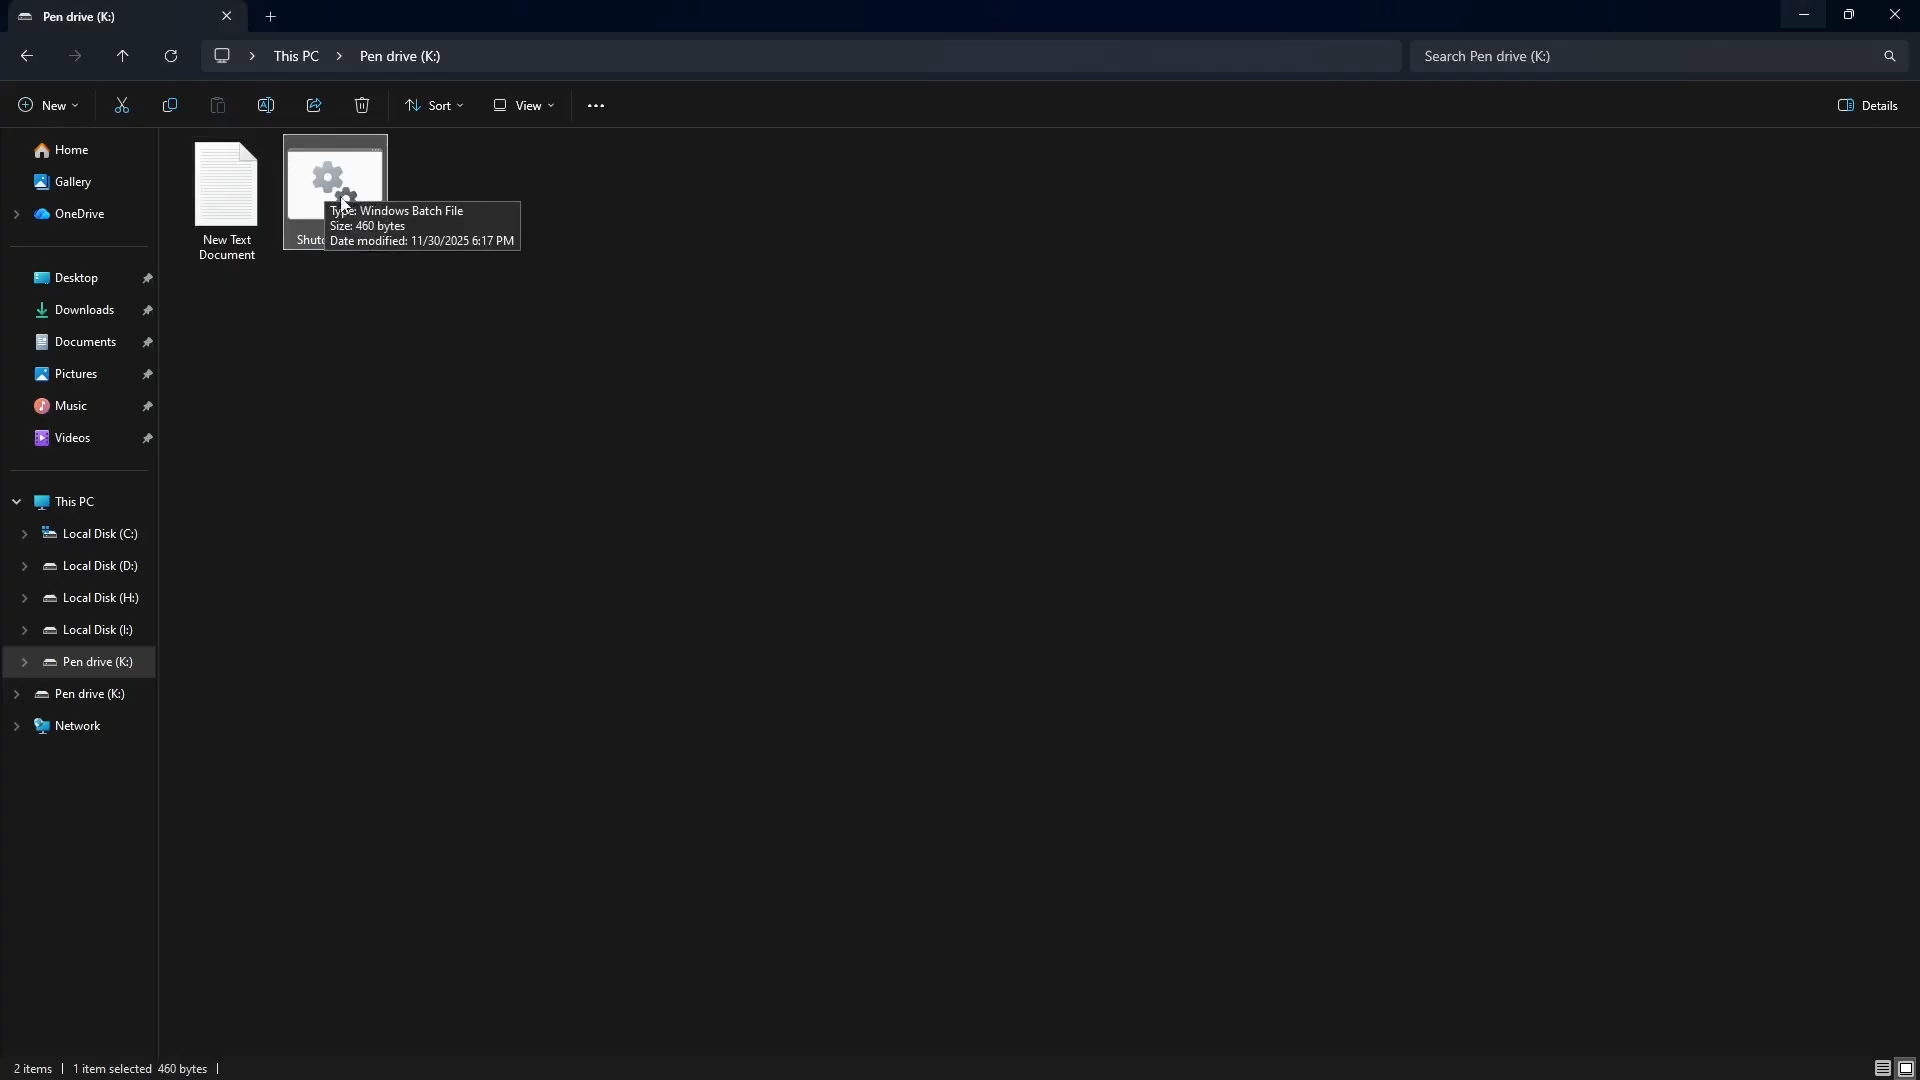 Pen drive (K:)
This PC
Pen drive (K:)
Search Pen drive (K:)
New
Sort
View
Details
Home
Gallery
OneDrive
Desktop
Downloads
Documents
Pictures
Music
Videos
This PC
Local Disk (C:)
Local Disk (D:)
Local Disk (H:)
Local Disk (I:)
Pen drive (K:)
Pen drive (K:)
Network
New Text
Document
Type: Windows Batch File
Size: 460 bytes
Date modified: 11/30/2025 6:17 PM
2 items
1 item selected 460 bytes